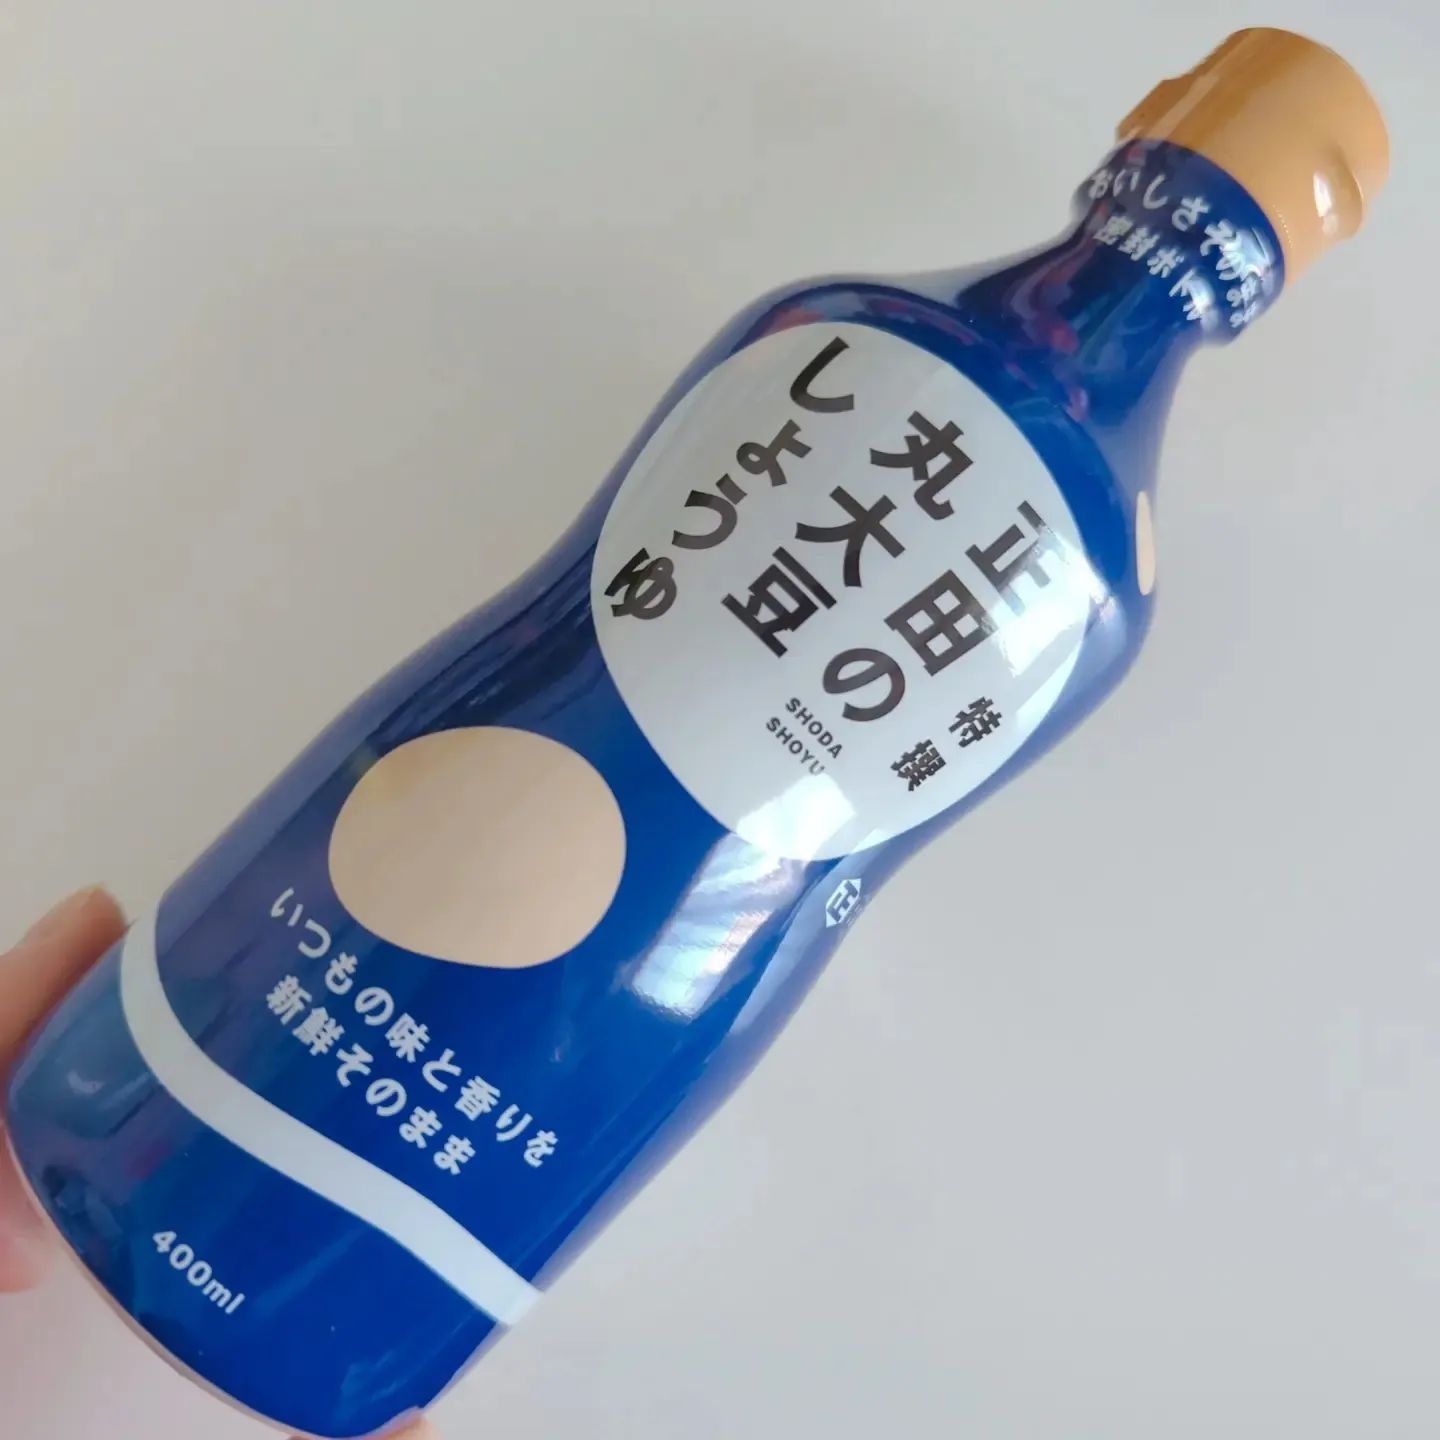 おいしさそのまま
密封ボトル
特撰
正田の
丸大豆
しょうゆ
SHODA
SHOYU
正
いつもの味と香りを
新鮮そのまま
400ml